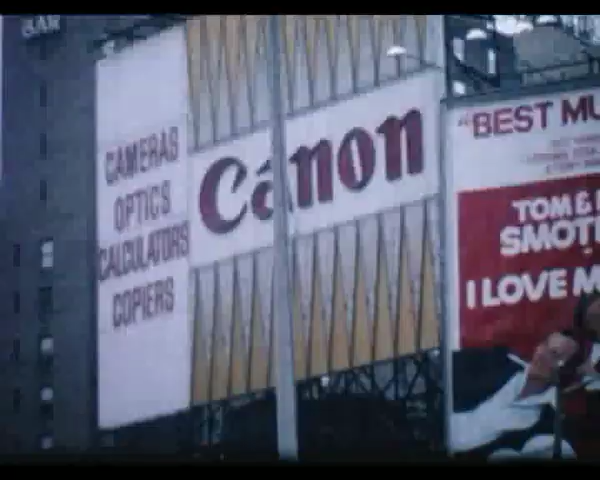 BAR
CAMERAS
OPTICS
CALCULATORS
COPIERS
Canon
"BEST MU
TOM &
SMOT
I LOVE M